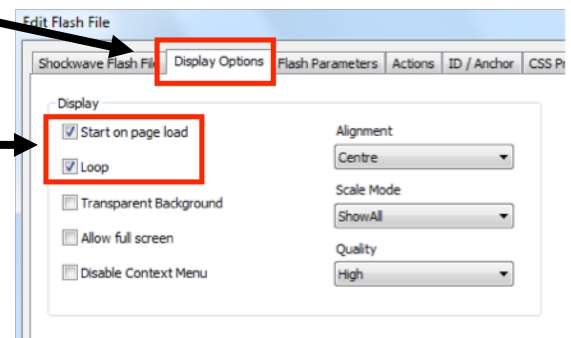 Edit Flash File
Shockwave Flash File Display Options Flash Parameters Actions ID / Anchor CSS
Display
Start on page load
Loop
Transparent Background
Allow full screen
Disable Context Menu
Alignment
Centre
Scale Mode
ShowAll
Quality
High